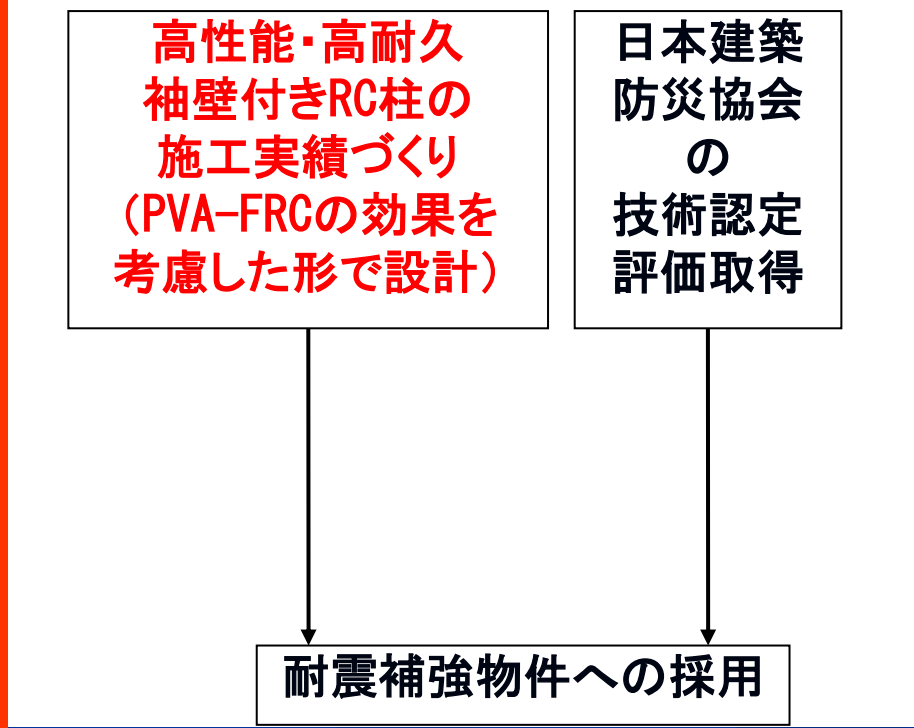 高性能・高耐久
袖壁付きRC柱の
施工実績づくり
(PVA-FRCの効果を
考慮した形で設計)
日本建築
防災協会
の
技術認定
評価取得
耐震補強物件への採用